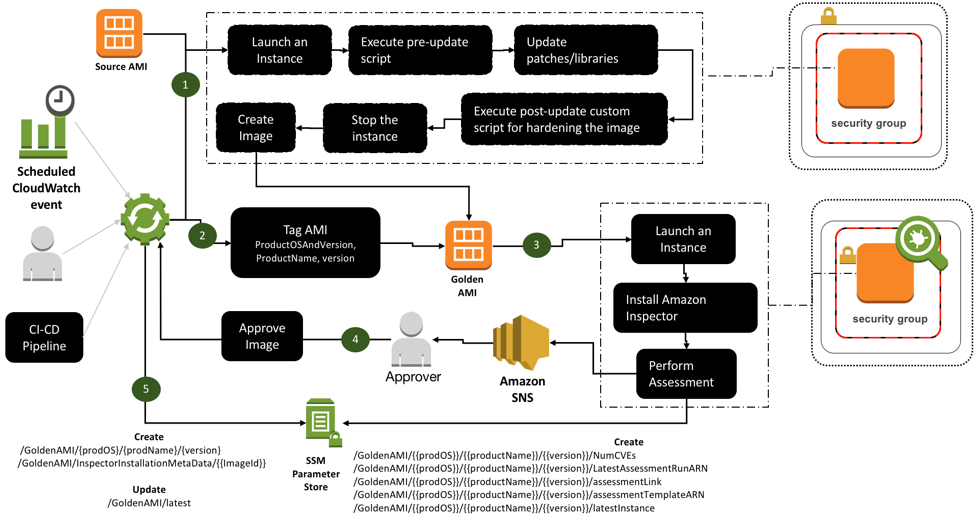 Source AMI
1
Launch an
Instance
Execute pre-update
script
Update
patches/libraries
security group
Create
Image
Stop the
instance
Execute post-update custom
script for hardening the image
Scheduled
CloudWatch
event
2
Tag AMI
ProductOSAndVersion,
ProductName, version
Golden
AMI
3
Launch an
Instance
Install Amazon
Inspector
Perform
Assessment
security group
CI-CD
Pipeline
Approve
Image
4
Approver
Amazon
SNS
5
SSM
Parameter
Store
Create
/GoldenAMI/{prodOS}/{prodName}/{version}
/GoldenAMI/InspectorInstallationMetaData/{{ImageId}}
Update
/GoldenAMI/latest
Create
/GoldenAMI/{{prodOS}}/{{productName}}/{{version}}/NumCVEs
/GoldenAMI/{{prodOS}}/{{productName}}/{{version}}/LatestAssessmentRunARN
/GoldenAMI/{{prodOS}}/{{productName}}/{{version}}/assessmentLink
/GoldenAMI/{{prodOS}}/{{productName}}/{{version}}/assessmentTemplateARN
/GoldenAMI/{{prodOS}}/{{productName}}/{{version}}/latestInstance